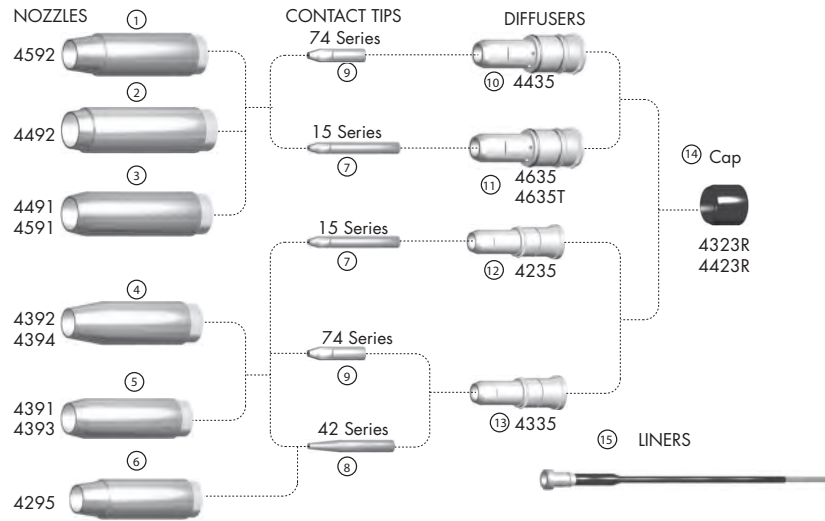 NOZZLES
CONTACT TIPS
DIFFUSERS
1
4592
74 Series
9
10 4435
2
4492
15 Series
7
11 4635
4635T
14 Cap
4323R
4423R
3
4491
4591
15 Series
7
12 4235
4
4392
4394
74 Series
9
13 4335
5
4391
4393
42 Series
8
15 LINERS
6
4295